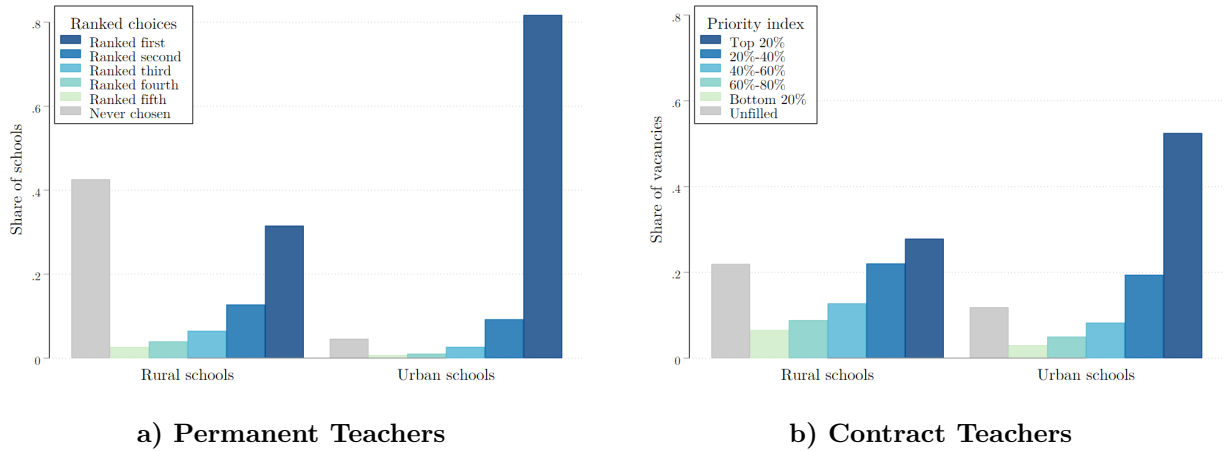 Ranked choices
Ranked first
Ranked second
Ranked third
Ranked fourth
Ranked fifth
Never chosen
Share of schools
.8
.6
.4
.2
0
Rural schools
Urban schools
a) Permanent Teachers
Priority index
Top 20%
20%-40%
40%-60%
60%-80%
Bottom 20%
Unfilled
Share of vacancies
.8
.6
.4
.2
0
Rural schools
Urban schools
b) Contract Teachers